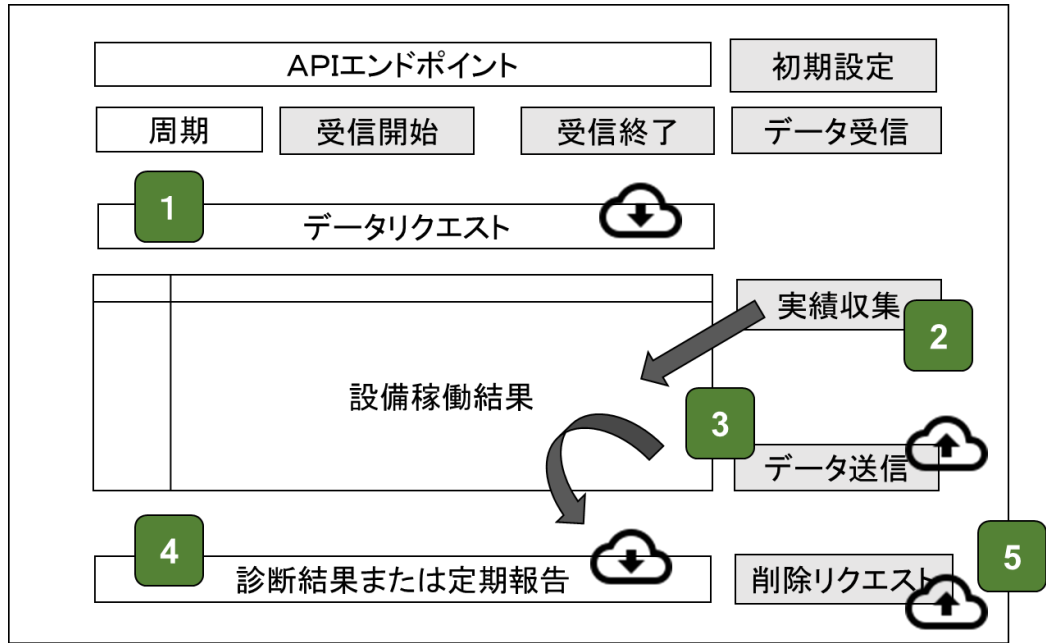 APIエンドポイント
初期設定
周期
受信開始
受信終了
データ受信
1
データリクエスト
実績収集
2
設備稼働結果
3
データ送信
4
診断結果または定期報告
削除リクエスト
5